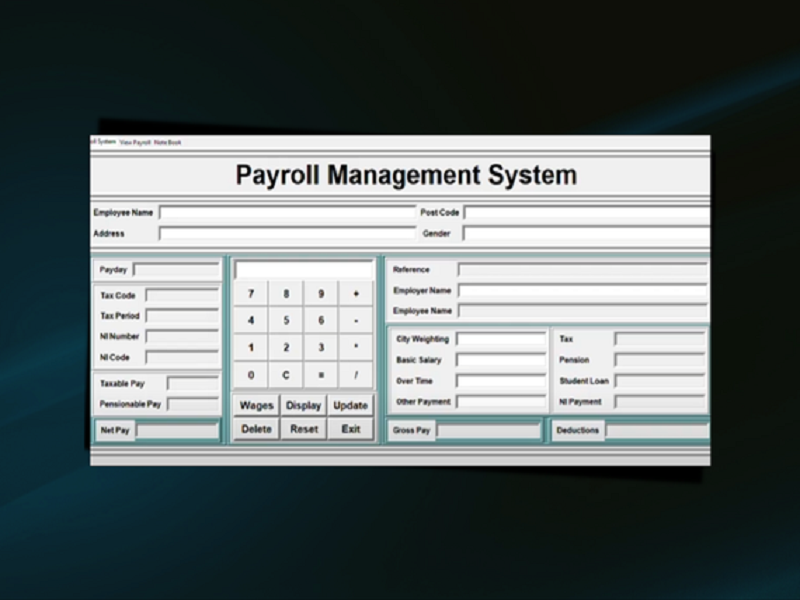 oll System View Payroll Note Book
Payroll Management System
Employee Name Post Code
Address Gender
Payday
Tax Code
Tax Period
NI Number
NI Code
Taxable Pay
Pensionable Pay
Net Pay
7 8 9 +
4 5 6 -
1 2 3 *
0 C = /
Wages Display Update
Delete Reset Exit
Reference
Employer Name
Employee Name
City Weighting Tax
Basic Salary Pension
Over Time Student Loan
Other Payment NI Payment
Gross Pay Deductions